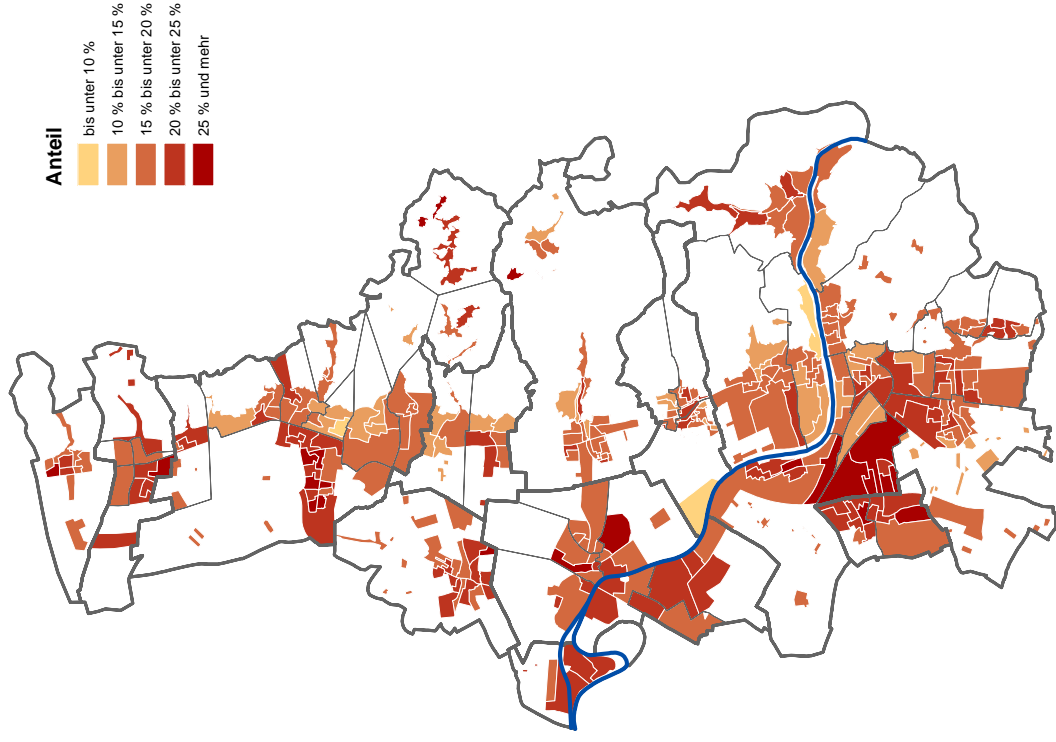 Anteil
bis unter 10 %
10 % bis unter 15 %
15 % bis unter 20 %
20 % bis unter 25 %
25 % und mehr